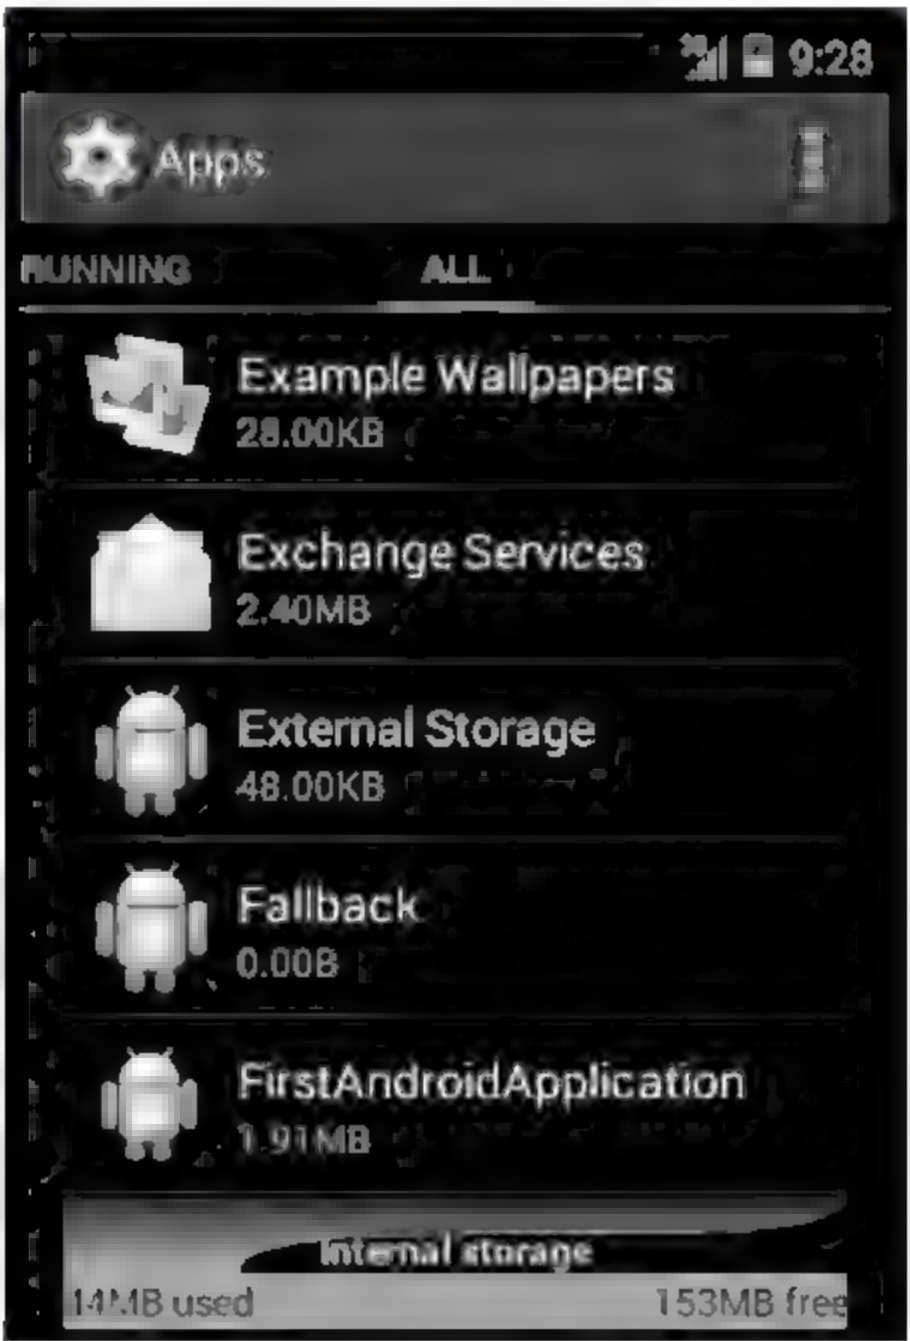 9:28
Apps
RUNNING ALL
Example Wallpapers
28.00KB
Exchange Services
2.40MB
External Storage
48.00KB
Fallback
0.00B
FirstAndroidApplication
1.91MB
Internal storage
used 153MB free